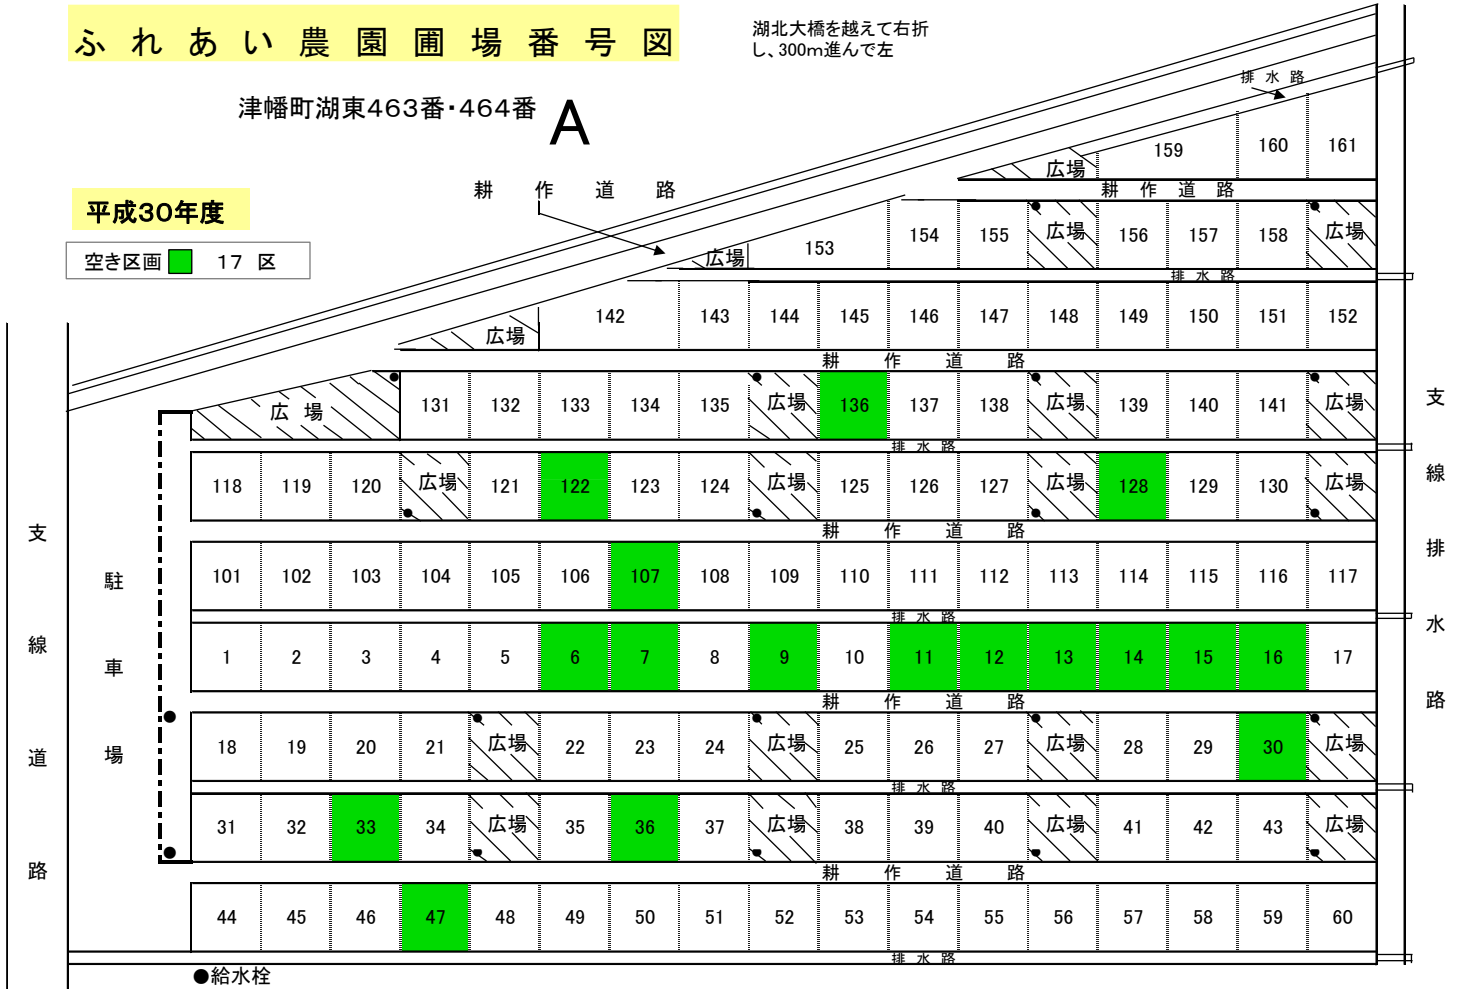 ふれあい農園圃場番号図
湖北大橋を越えて右折
し、300m進んで左
津幡町湖東463番・464番
A
排水路
広場 159 160 161
耕作道路
耕作道路
平成30年度
空き区画 17 区
広場 153 154 155 広場 156 157 158 広場
排水路
広場 142 143 144 145 146 147 148 149 150 151 152
耕作道路
広場 131 132 133 134 135 広場 136 137 138 広場 139 140 141 広場
排水路
118 119 120 広場 121 122 123 124 広場 125 126 127 広場 128 129 130 広場
耕作道路
101 102 103 104 105 106 107 108 109 110 111 112 113 114 115 116 117
排水路
1 2 3 4 5 6 7 8 9 10 11 12 13 14 15 16 17
耕作道路
18 19 20 21 広場 22 23 24 広場 25 26 27 広場 28 29 30 広場
排水路
31 32 33 34 広場 35 36 37 広場 38 39 40 広場 41 42 43 広場
耕作道路
44 45 46 47 48 49 50 51 52 53 54 55 56 57 58 59 60
排水路
●給水栓
支線道路
駐車場
支線排水路